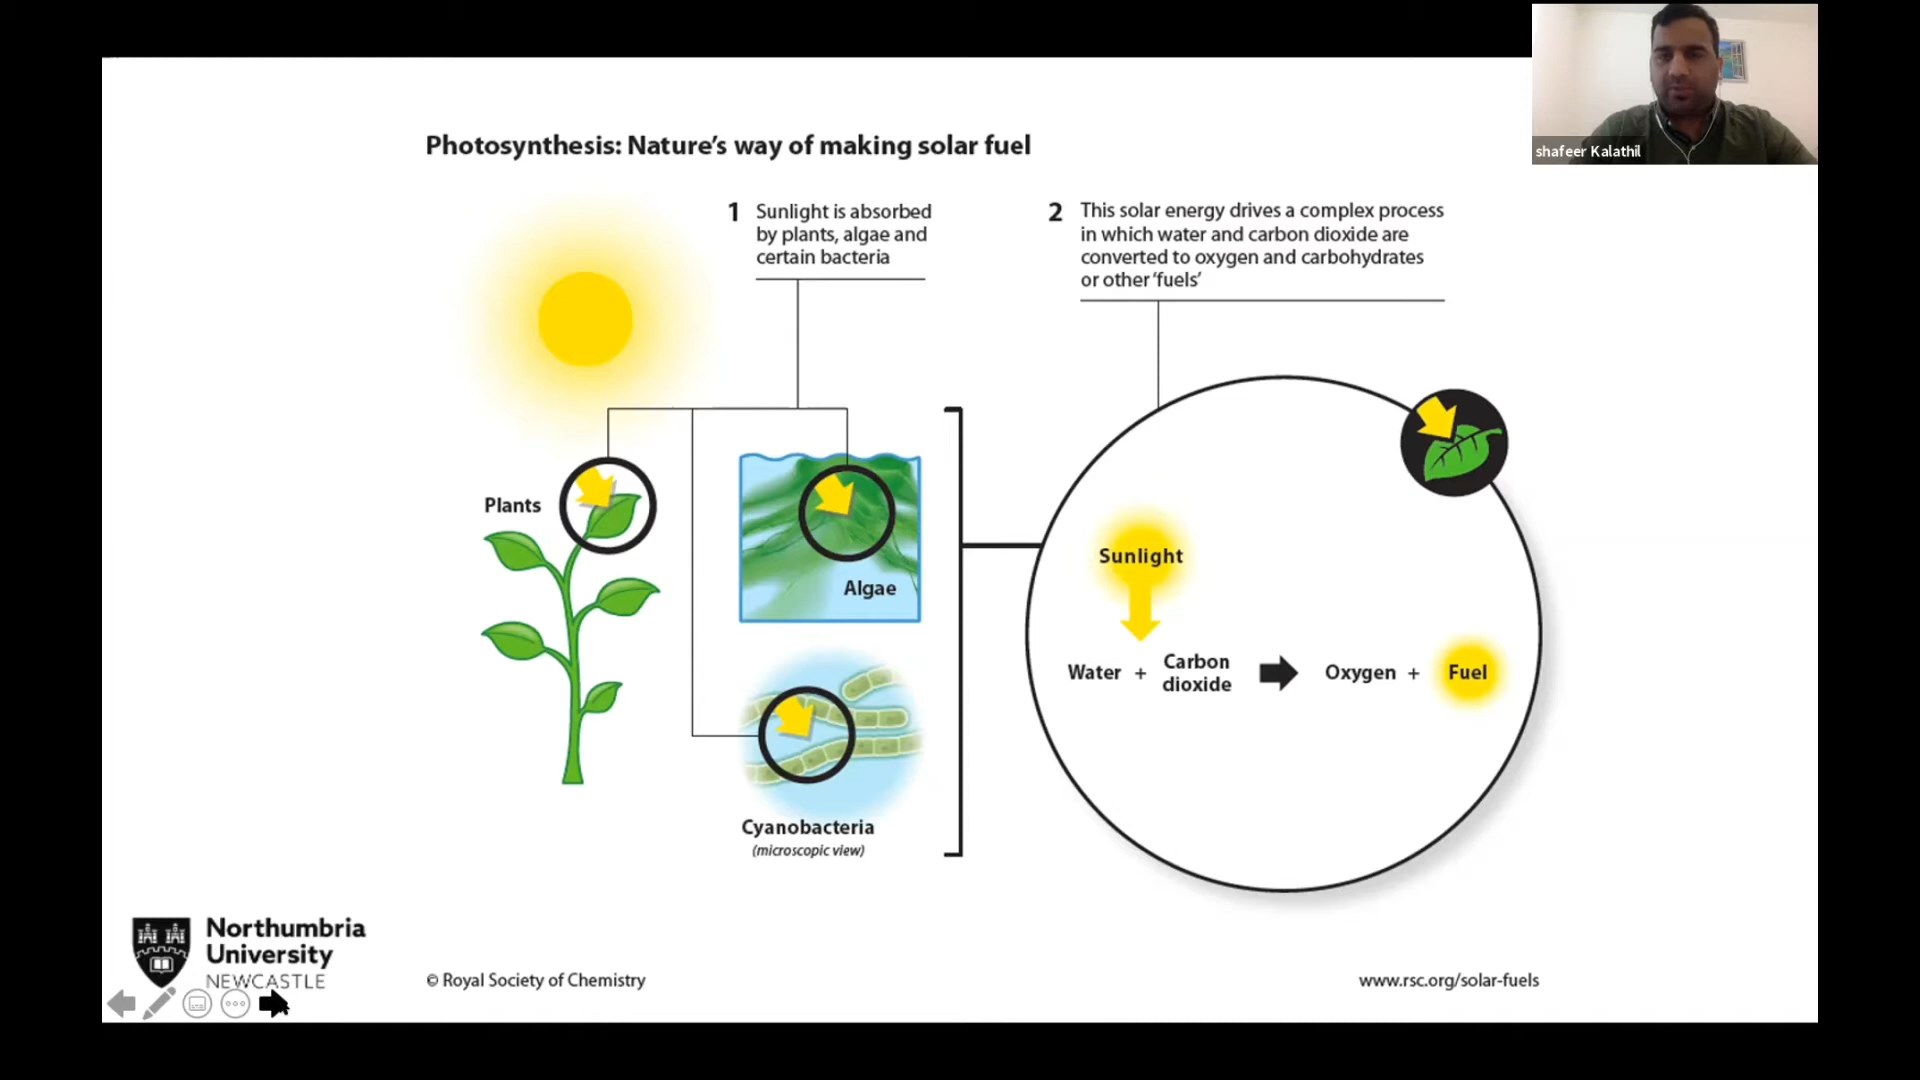 shafeer Kalathil
Photosynthesis: Nature's way of making solar fuel
1 Sunlight is absorbed
by plants, algae and
certain bacteria
2 This solar energy drives a complex process
in which water and carbon dioxide are
converted to oxygen and carbohydrates
or other 'fuels'
Plants
Algae
Cyanobacteria
(microscopic view)
Sunlight
Water + Carbon dioxide Oxygen + Fuel
Northumbria
University
NEWCASTLE
© Royal Society of Chemistry
www.rsc.org/solar-fuels